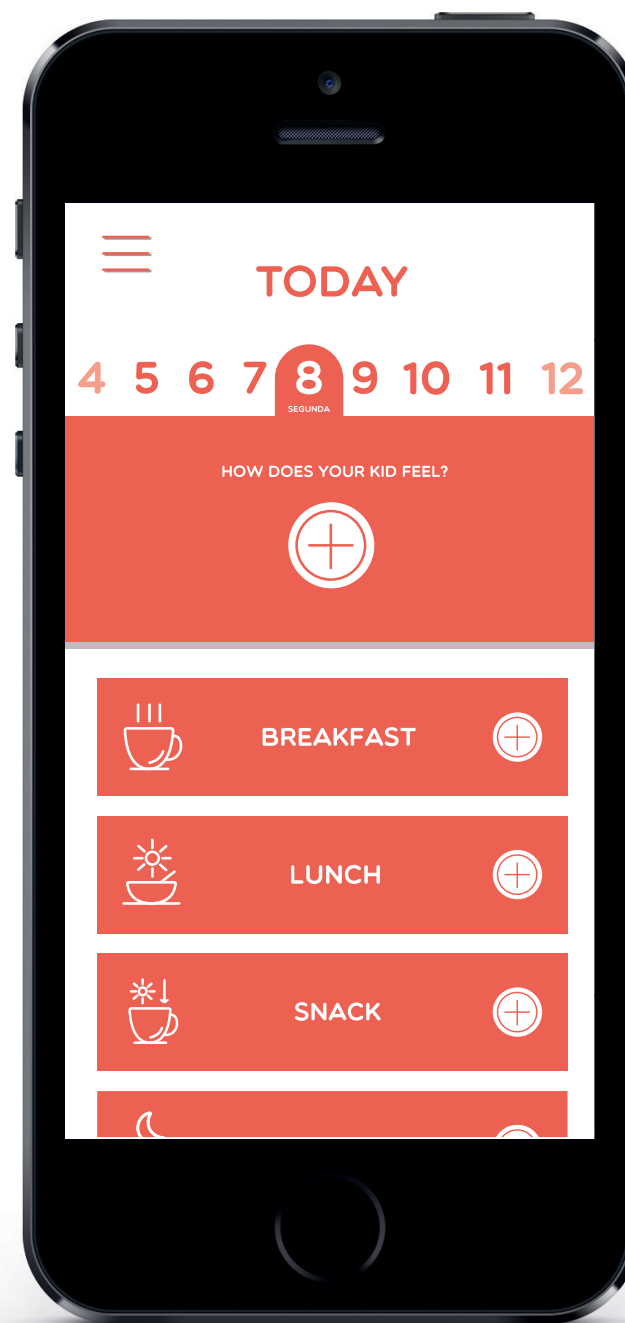 TODAY
4 5 6 7 8 9 10 11 12
SEGUNDA
HOW DOES YOUR KID FEEL?
BREAKFAST
LUNCH
SNACK